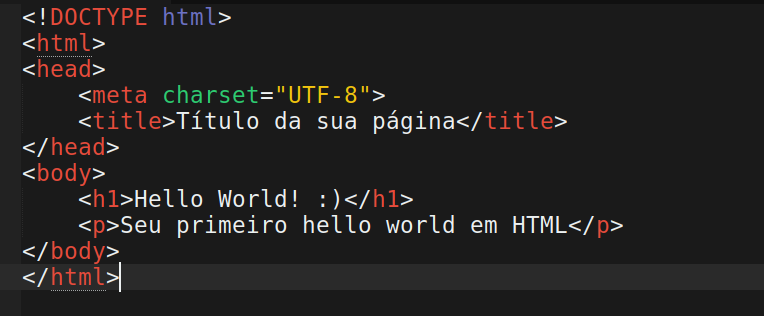 <!DOCTYPE html>
<html>
<head>
    <meta charset="UTF-8">
    <title>Título da sua página</title>
</head>
<body>
    <h1>Hello World! :)</h1>
    <p>Seu primeiro hello world em HTML</p>
</body>
</html>